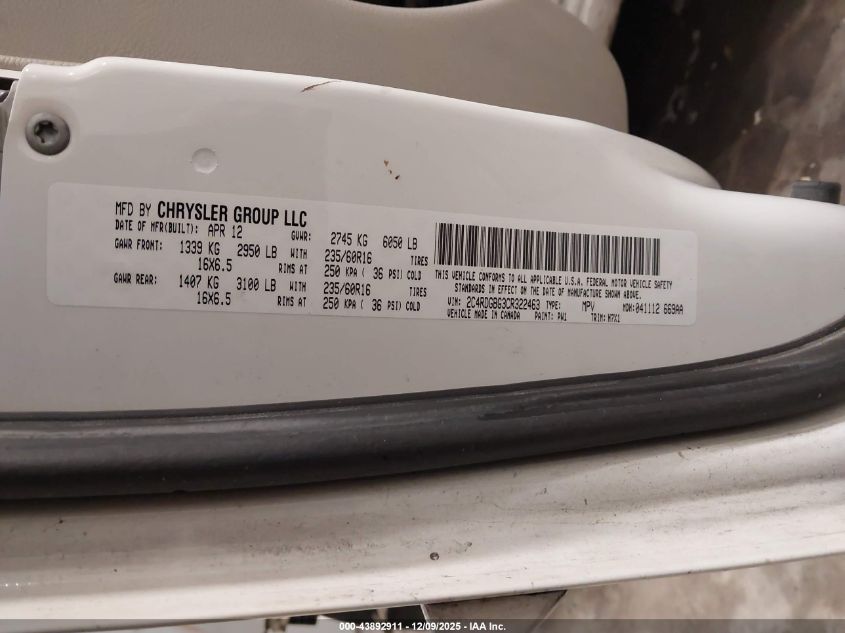 MFD BY CHRYSLER GROUP LLC
DATE OF MFR(BUILT): APR 12 GVWR: 2745 KG 6050 LB
GAWR FRONT: 1339 KG 2950 LB WITH 235/60R16 TIRES
16X6.5 RIMS AT 250 KPA ( 36 PSI) COLD
GAWR REAR: 1407 KG 3100 LB WITH 235/60R16 TIRES
16X6.5 RIMS AT 250 KPA ( 36 PSI) COLD
THIS VEHICLE CONFORMS TO ALL APPLICABLE U.S.A. FEDERAL MOTOR VEHICLE SAFETY
STANDARDS IN EFFECT ON THE DATE OF MANUFACTURE SHOWN ABOVE.
VIN: 2C4RDGBG3CR322463 TYPE: MPV MDH:041112 669AA
VEHICLE MADE IN CANADA PAINT: PW1 TRIM: H7X1
000-43892911 - 12/09/2025 - IAA Inc.